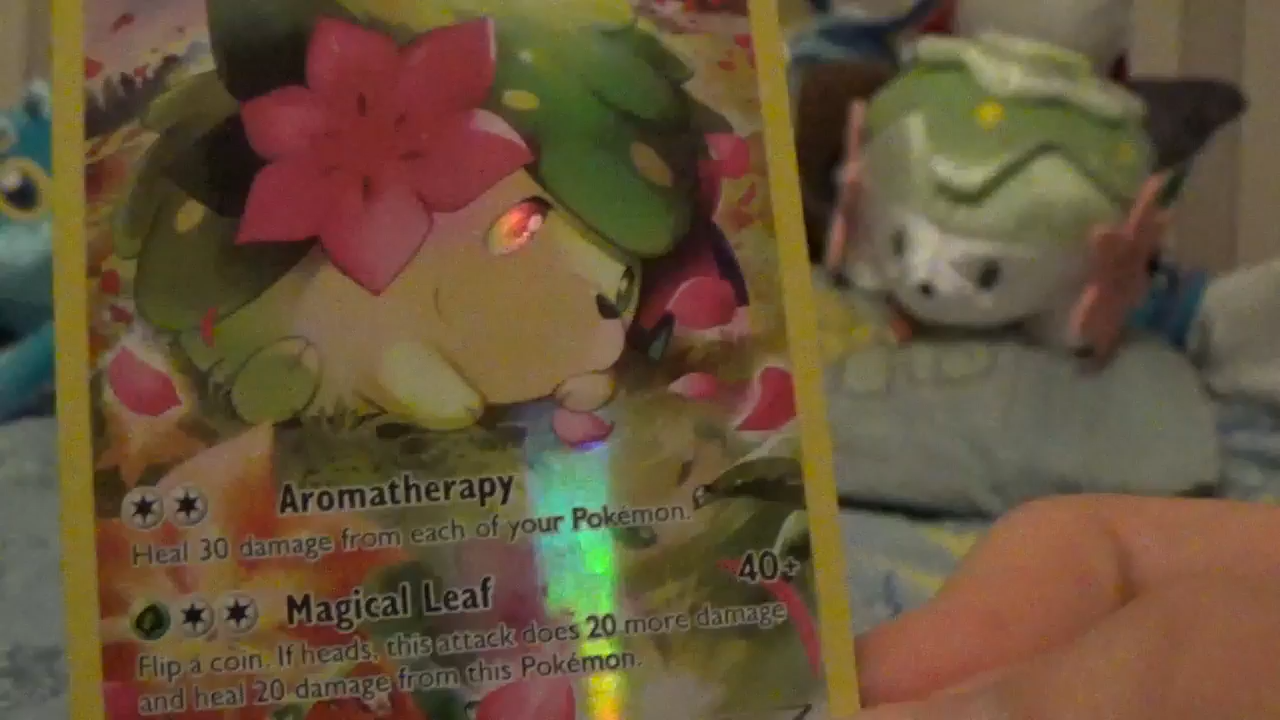 Aromatherapy
Heal 30 damage from each of your Pokémon.
Magical Leaf 40+
Flip a coin. If heads, this attack does 20 more damage
and heal 20 damage from this Pokémon.